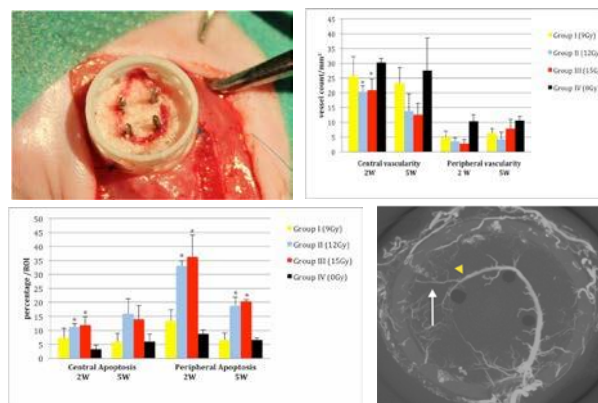 vessel count/mm²
45
40
35
30
25
20
15
10
5
0
Group I (9Gy)
Group II (12Gy)
Group III (15Gy)
Group IV (0Gy)
2W 5W 2 W 5W
Central vascularity Peripheral vascularity
percentage /ROI
50
45
40
35
30
25
20
15
10
5
0
Group I (9Gy)
Group II (12Gy)
Group III (15Gy)
Group IV (0Gy)
Central Apoptosis Peripheral Apoptosis
2W 5W 2W 5W